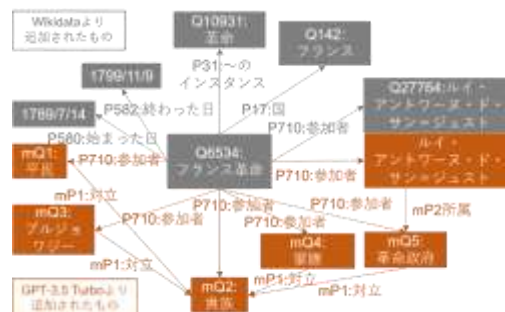 Wikidataより
追加されたもの
Q10931:
革命
Q142:
フランス
P31:～の
インスタンス
1799/11/9
P582:終わった日
P17:国
Q27764:ルイ・
アントワーヌ・ド・
サン＝ジュスト
1789/7/14
P580:始まった日
P710:参加者
mQ1:
平民
P710:参加者
Q6534:
フランス革命
P710:参加者
ルイ・
アントワーヌ・ド・
サン＝ジュスト
mP1:対立
P710:参加者
P710:参加者
P710:参加者
P710:参加者
mP2所属
mQ3:
ブルジョ
ワジー
mQ4:
mQ5:
革命政府
mP1:対立
mP1:対立
mP1:対立
mQ2:
貴族
GPT-3.5 Turboより
追加されたもの